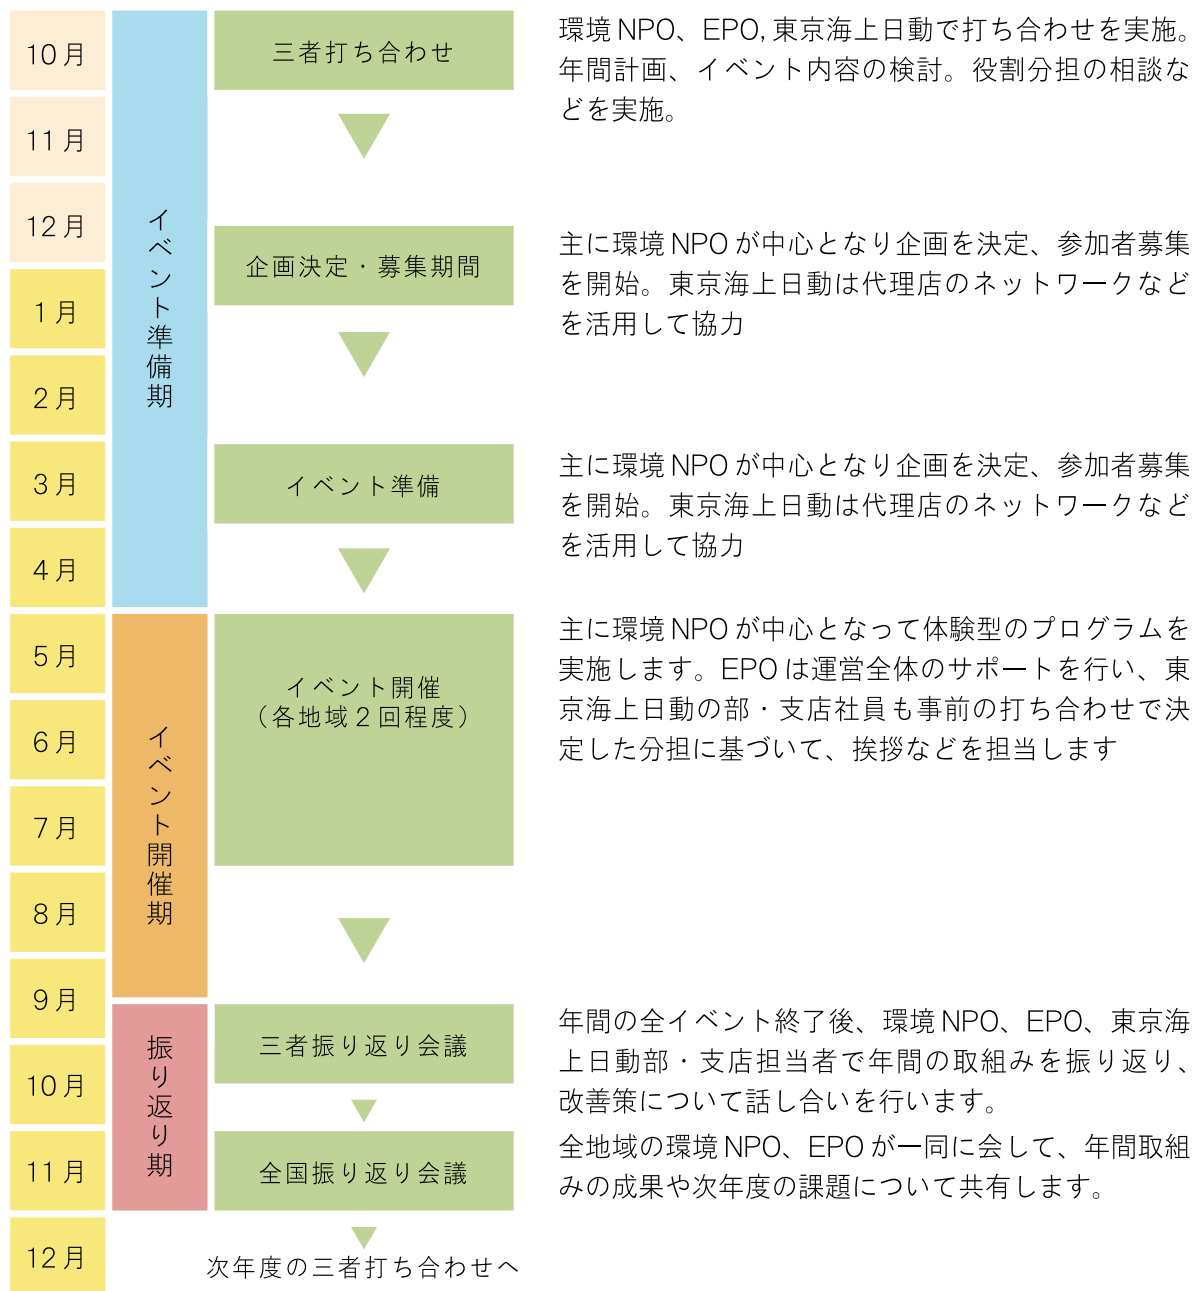 10月
11月
12月
1月
2月
3月
4月
5月
6月
7月
8月
9月
10月
11月
12月
イベント準備期
イベント開催期
振り返り期
三者打ち合わせ
環境NPO、EPO,東京海上日動で打ち合わせを実施。
年間計画、イベント内容の検討。役割分担の相談な
どを実施。
企画決定・募集期間
主に環境NPOが中心となり企画を決定、参加者募集
を開始。東京海上日動は代理店のネットワークなど
を活用して協力
イベント準備
主に環境NPOが中心となり企画を決定、参加者募集
を開始。東京海上日動は代理店のネットワークなど
を活用して協力
イベント開催
（各地域2回程度）
主に環境NPOが中心となって体験型のプログラムを
実施します。EPOは運営全体のサポートを行い、東
京海上日動の部・支店社員も事前の打ち合わせで決
定した分担に基づいて、挨拶などを担当します
三者振り返り会議
年間の全イベント終了後、環境NPO、EPO、東京海
上日動部・支店担当者で年間の取組みを振り返り、
改善策について話し合いを行います。
全国振り返り会議
全地域の環境NPO、EPOが一同に会して、年間取組
みの成果や次年度の課題について共有します。
次年度の三者打ち合わせへ